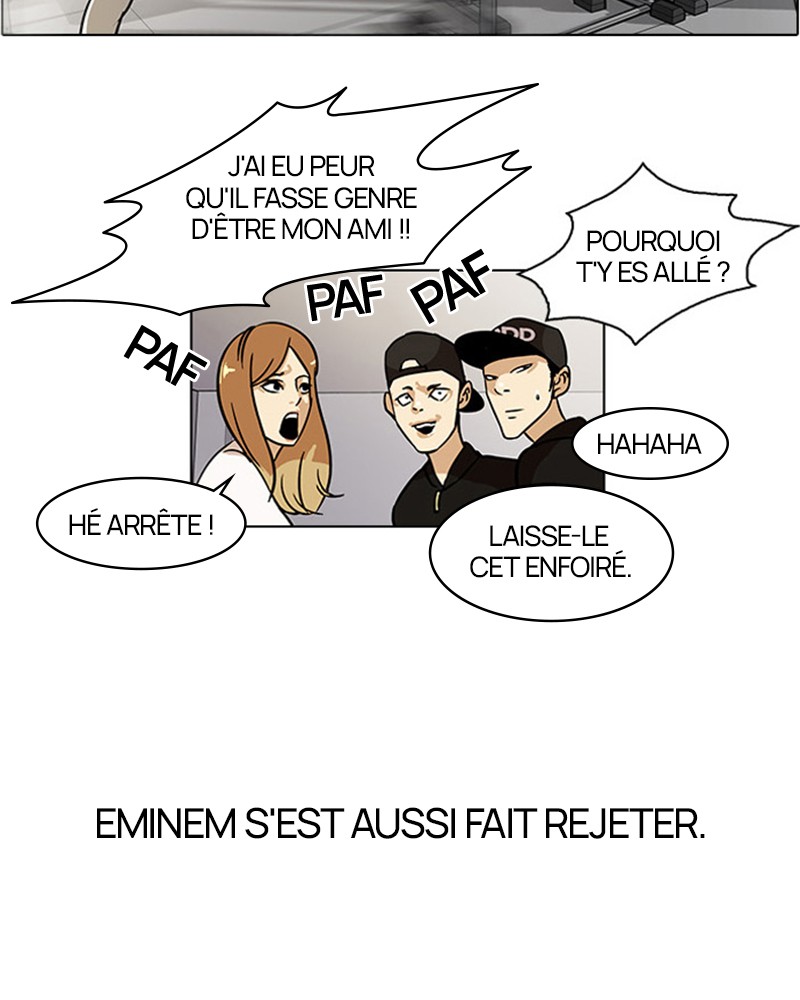 J'AI EU PEUR
QU'IL FASSE GENRE
D'ÊTRE MON AMI !!
POURQUOI
T'Y ES ALLÉ ?
PAF
PAF
PAF
HAHAHA
HÉ ARRÊTE !
LAISSE-LE
CET ENFOIRÉ.
EMINEM S'EST AUSSI FAIT REJETER.